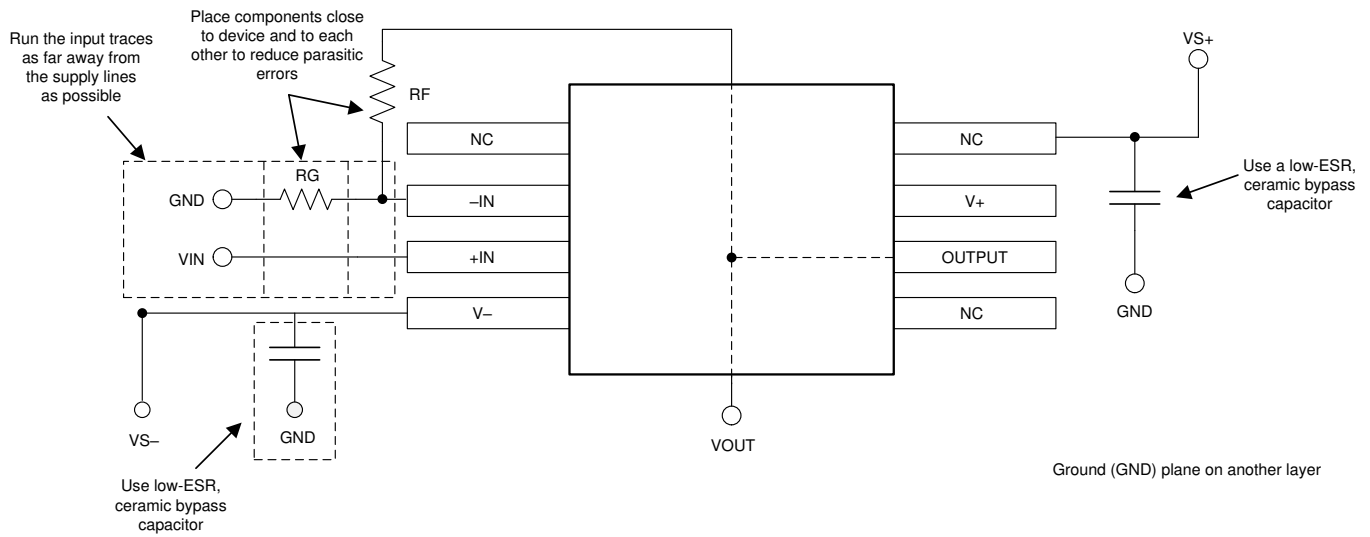 Place components close
to device and to each
other to reduce parasitic
errors
Run the input traces
as far away from
the supply lines
as possible
VS+
RF
NC
NC
Use a low-ESR,
ceramic bypass
capacitor
RG
GND
–IN
V+
VIN
+IN
OUTPUT
GND
V–
NC
VS–
GND
VOUT
Ground (GND) plane on another layer
Use low-ESR,
ceramic bypass
capacitor